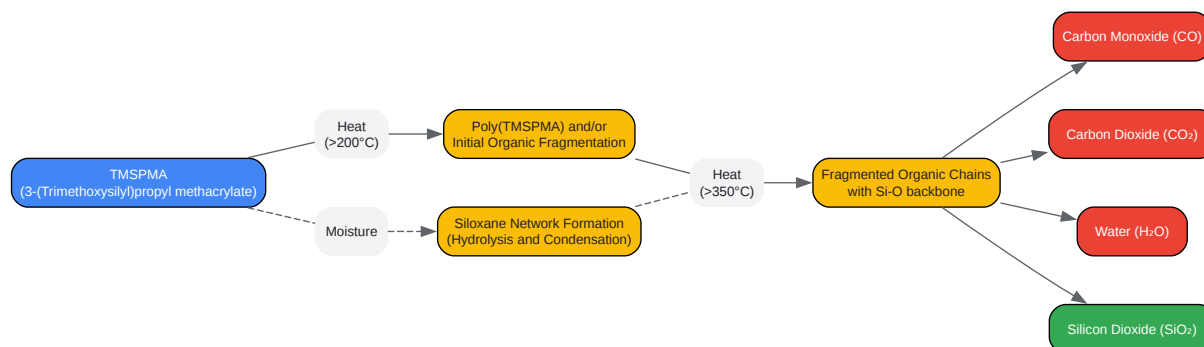 TMSPMA
(3-(Trimethoxysilyl)propyl methacrylate)
Heat
(>200°C)
Moisture
Poly(TMSPMA) and/or
Initial Organic Fragmentation
Siloxane Network Formation
(Hydrolysis and Condensation)
Heat
(>350°C)
Fragmented Organic Chains
with Si-O backbone
Carbon Monoxide (CO)
Carbon Dioxide (CO₂)
Water (H₂O)
Silicon Dioxide (SiO₂)